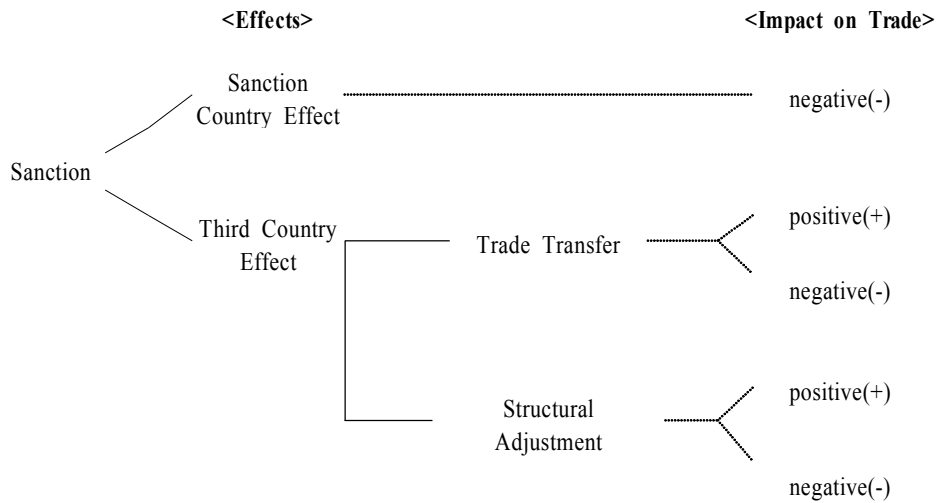 <Effects>
<Impact on Trade>
Sanction
Country Effect
negative(-)
Sanction
Third Country
Effect
Trade Transfer
positive(+)
negative(-)
Structural
Adjustment
positive(+)
negative(-)